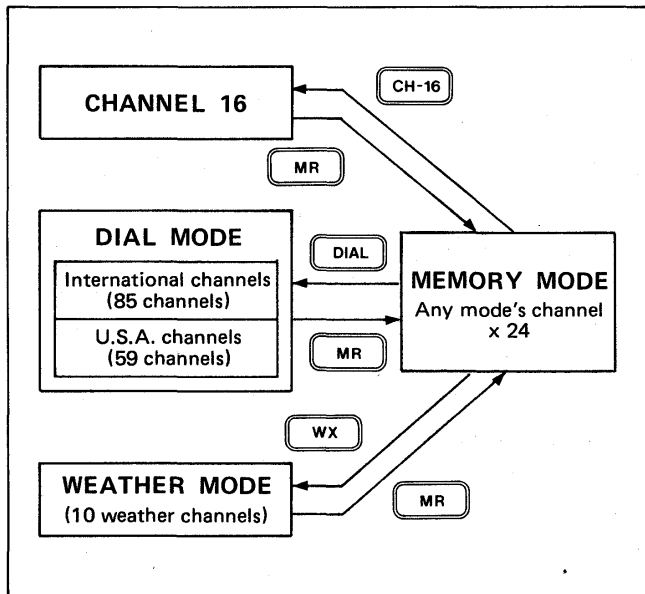 CHANNEL 16
CH-16
MR
DIAL MODE
International channels
(85 channels)
U.S.A. channels
(59 channels)
DIAL
MR
MEMORY MODE
Any mode's channel
x 24
WX
WEATHER MODE
(10 weather channels)
MR